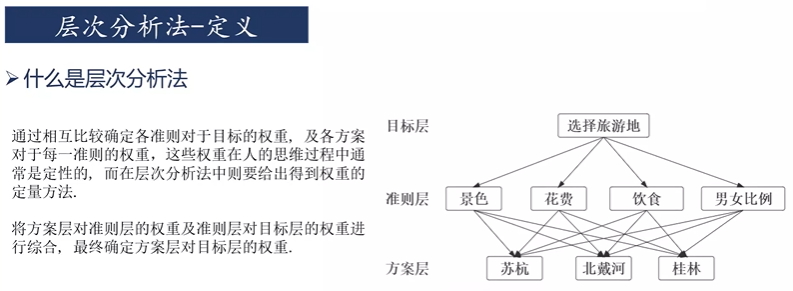 层次分析法-定义
什么是层次分析法
通过相互比较确定各准则对于目标的权重, 及各方案
对于每一准则的权重, 这些权重在人的思维过程中通
常是定性的, 而在层次分析法中则要给出得到权重的
定量方法.
将方案层对准则层的权重及准则层对目标层的权重进
行综合, 最终确定方案层对目标层的权重.
目标层 选择旅游地
准则层 景色 花费 饮食 男女比例
方案层 苏杭 北戴河 桂林